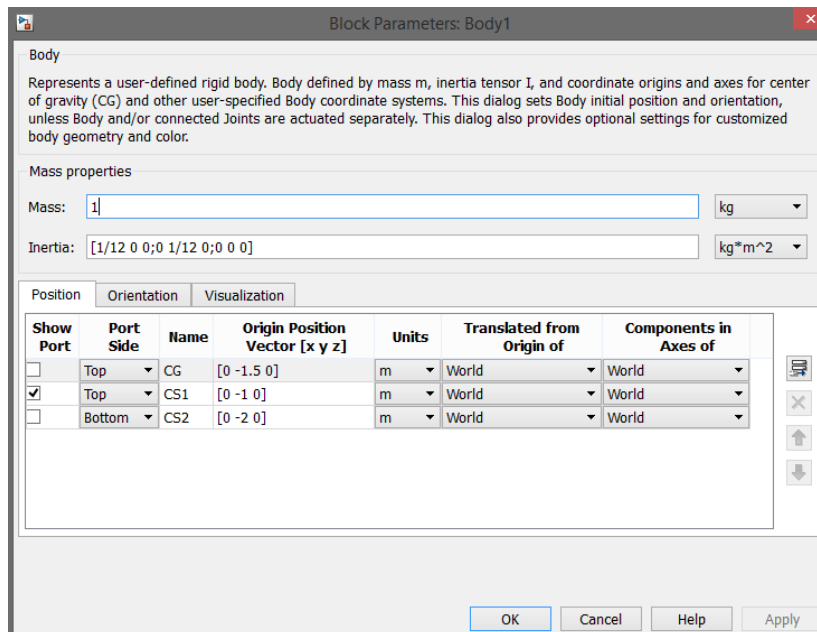 Block Parameters: Body1
Body
Represents a user-defined rigid body. Body defined by mass m, inertia tensor I, and coordinate origins and axes for center
of gravity (CG) and other user-specified Body coordinate systems. This dialog sets Body initial position and orientation,
unless Body and/or connected Joints are actuated separately. This dialog also provides optional settings for customized
body geometry and color.
Mass properties
Mass: 1 kg
Inertia: [1/12 0 0;0 1/12 0;0 0 0] kg*m^2
Position Orientation Visualization
Show Port Port Side Name Origin Position Vector [x y z] Units Translated from Origin of Components in Axes of
Top CG [0 -1.5 0] m World World
Top CS1 [0 -1 0] m World World
Bottom CS2 [0 -2 0] m World World
OK Cancel Help Apply